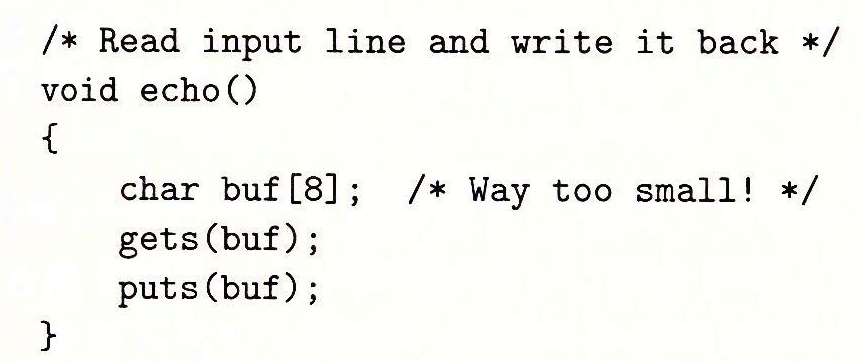 /* Read input line and write it back */
void echo()
{
    char buf[8];  /* Way too small! */
    gets(buf);
    puts(buf);
}